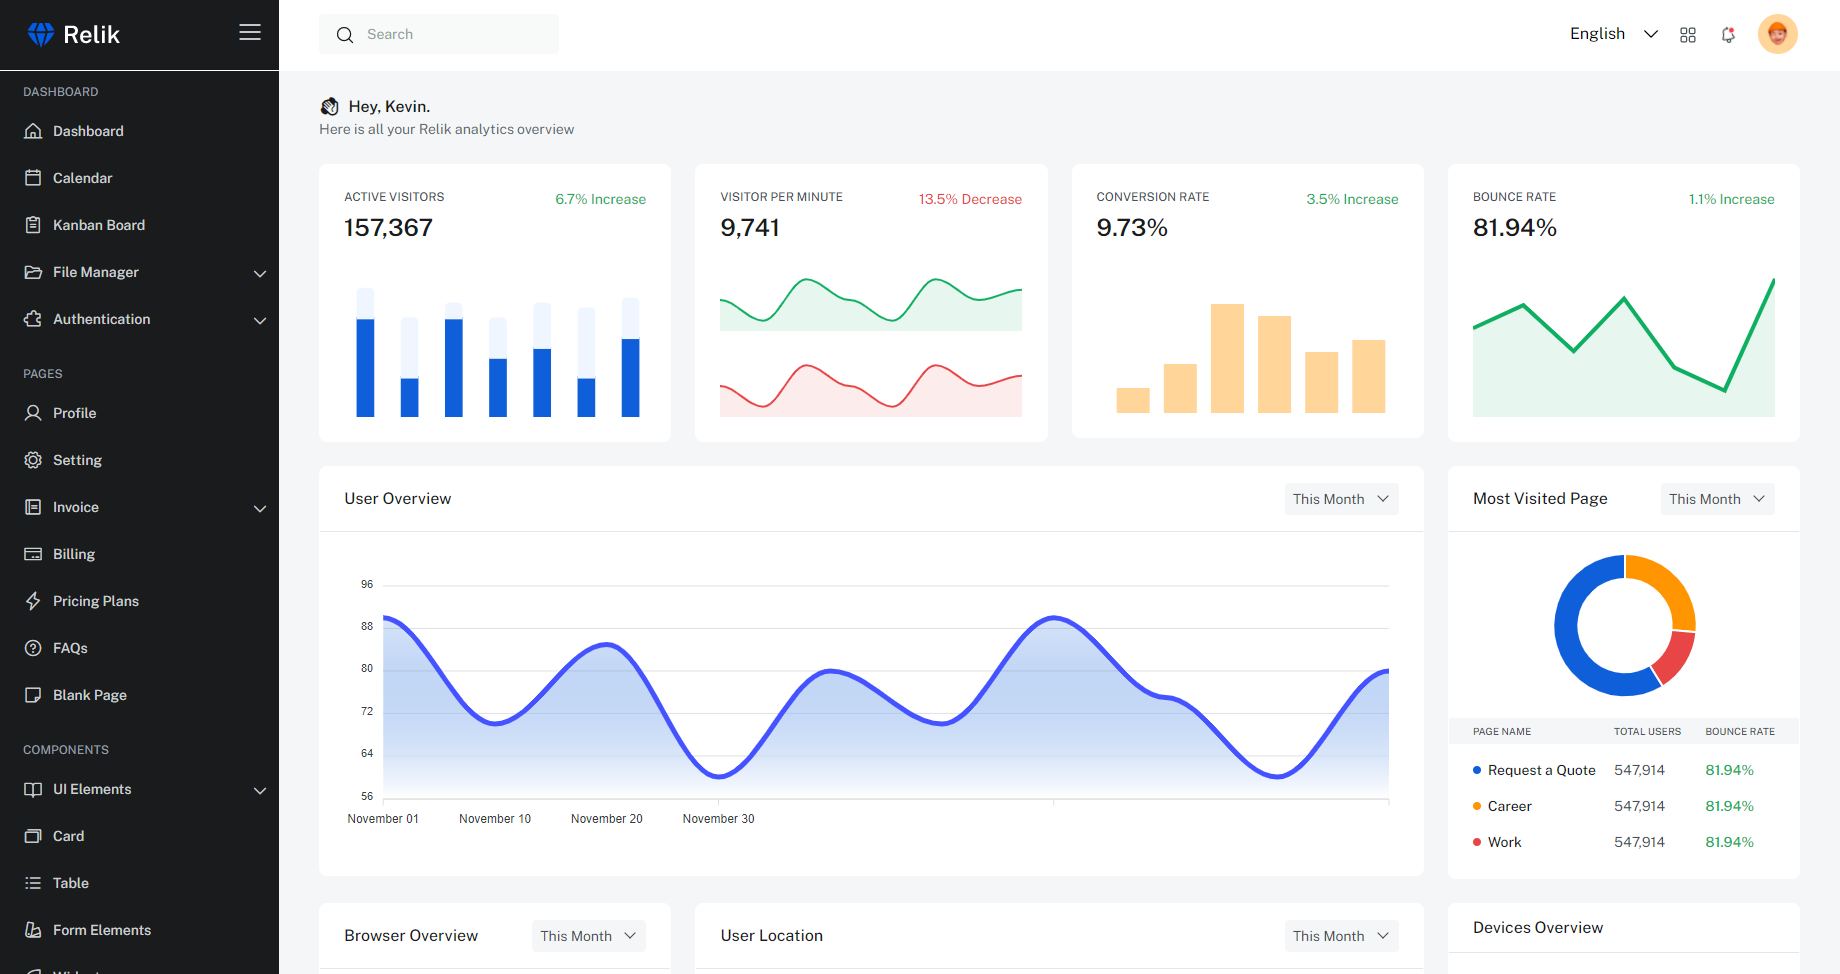 Relik
Search
English
DASHBOARD
Dashboard
Calendar
Kanban Board
File Manager
Authentication
PAGES
Profile
Setting
Invoice
Billing
Pricing Plans
FAQs
Blank Page
COMPONENTS
UI Elements
Card
Table
Form Elements
Hey, Kevin.
Here is all your Relik analytics overview
ACTIVE VISITORS
6.7% Increase
157,367
VISITOR PER MINUTE
13.5% Decrease
9,741
CONVERSION RATE
3.5% Increase
9.73%
BOUNCE RATE
1.1% Increase
81.94%
User Overview
This Month
96
88
80
72
64
56
November 01 November 10 November 20 November 30
Most Visited Page
This Month
PAGE NAME TOTAL USERS BOUNCE RATE
Request a Quote 547,914 81.94%
Career 547,914 81.94%
Work 547,914 81.94%
Browser Overview
This Month
User Location
This Month
Devices Overview